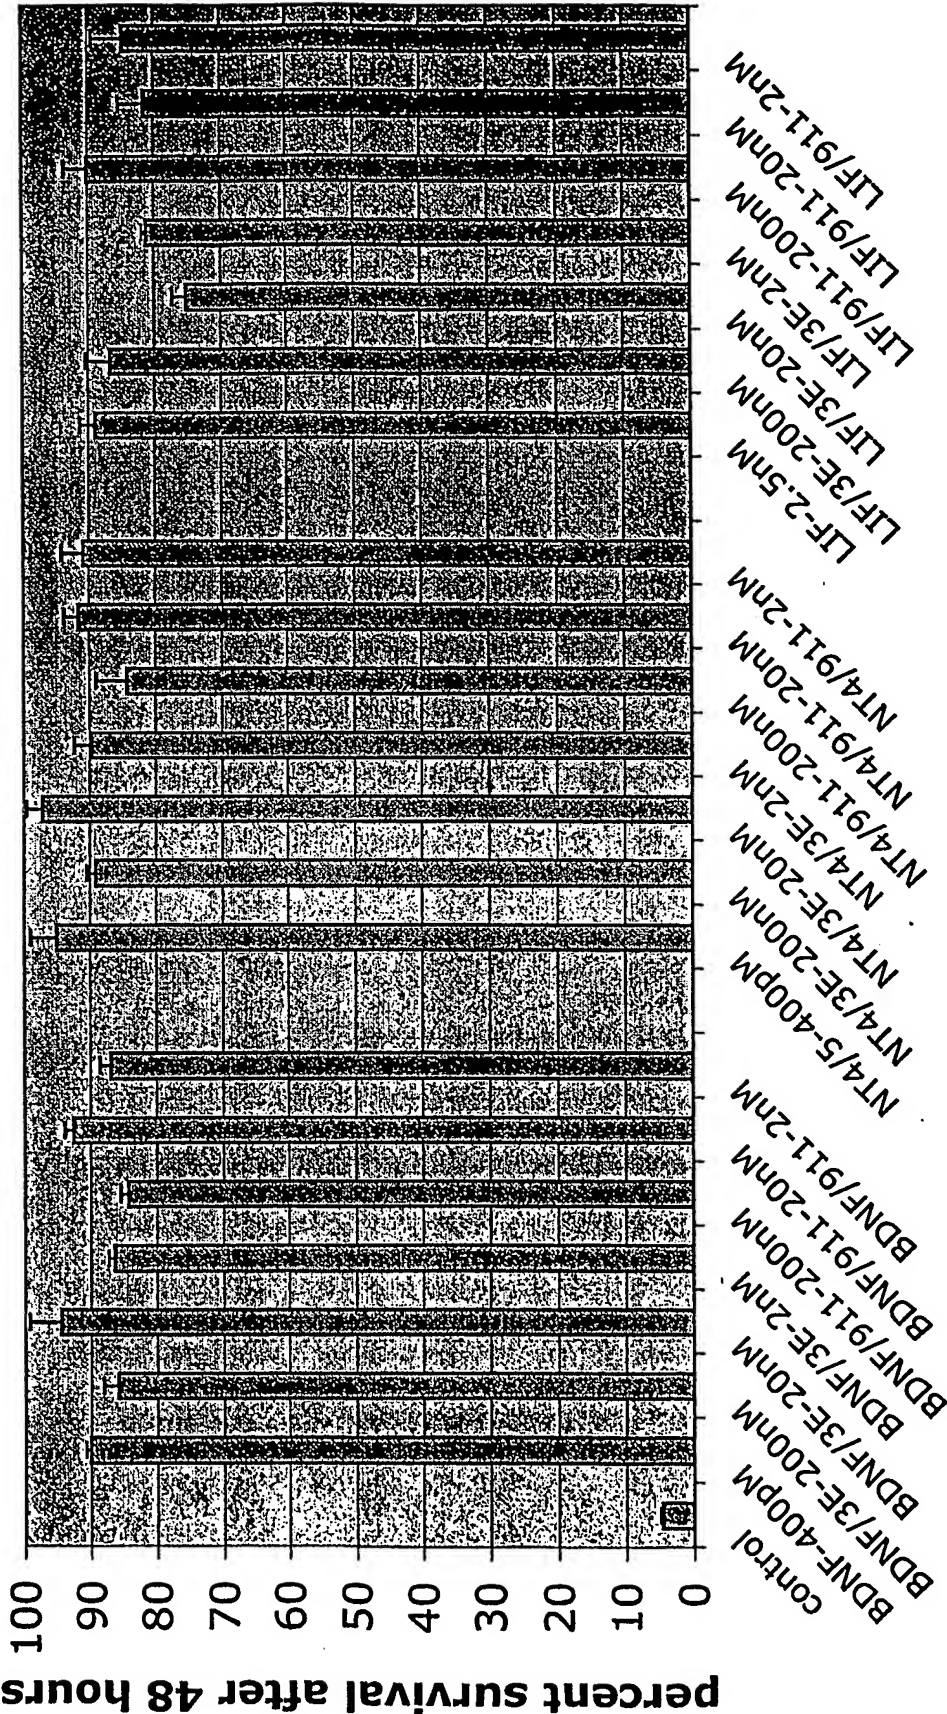 percent survival after 48 hours
100
90
80
70
60
50
40
30
20
10
0
control
BDNF-400pM
BDNF/3E-200nM
BDNF/3E-20nM
BDNF/3E-2nM
BDNF/911-200nM
BDNF/911-20nM
BDNF/911-2nM
NT4/5-400pM
NT4/3E-200nM
NT4/3E-20nM
NT4/3E-2nM
NT4/911-200nM
NT4/911-20nM
NT4/911-2nM
LIF-2.5nM
LIF/3E-200nM
LIF/3E-20nM
LIF/3E-2nM
LIF/911-200nM
LIF/911-20nM
LIF/911-2nM